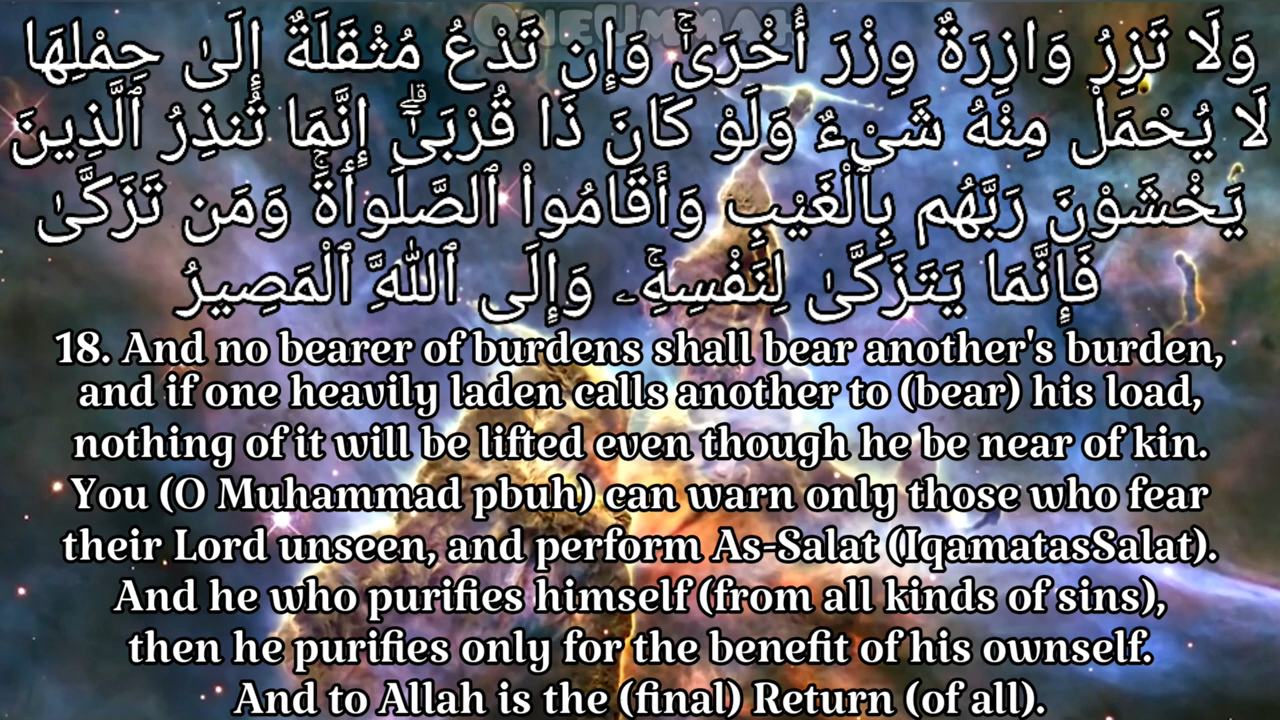 OneUmmah
وَلَا تَزِرُ وَازِرَةٌ وِزْرَ أُخْرَىٰۚ وَإِن تَدْعُ مُثْقَلَةٌ إِلَىٰ حِمْلِهَا
لَا يُحْمَلْ مِنْهُ شَىْءٌ وَلَوْ كَانَ ذَا قُرْبَىٰٓۗ إِنَّمَا تُنذِرُ ٱلَّذِينَ
يَخْشَوْنَ رَبَّهُم بِٱلْغَيْبِ وَأَقَامُوا۟ ٱلصَّلَوٰةَۚ وَمَن تَزَكَّىٰ
فَإِنَّمَا يَتَزَكَّىٰ لِنَفْسِهِۦۚ وَإِلَى ٱللَّهِ ٱلْمَصِيرُ
18. And no bearer of burdens shall bear another's burden,
and if one heavily laden calls another to (bear) his load,
nothing of it will be lifted even though he be near of kin.
You (O Muhammad pbuh) can warn only those who fear
their Lord unseen, and perform As-Salat (IqamatasSalat).
And he who purifies himself (from all kinds of sins),
then he purifies only for the benefit of his ownself.
And to Allah is the (final) Return (of all).